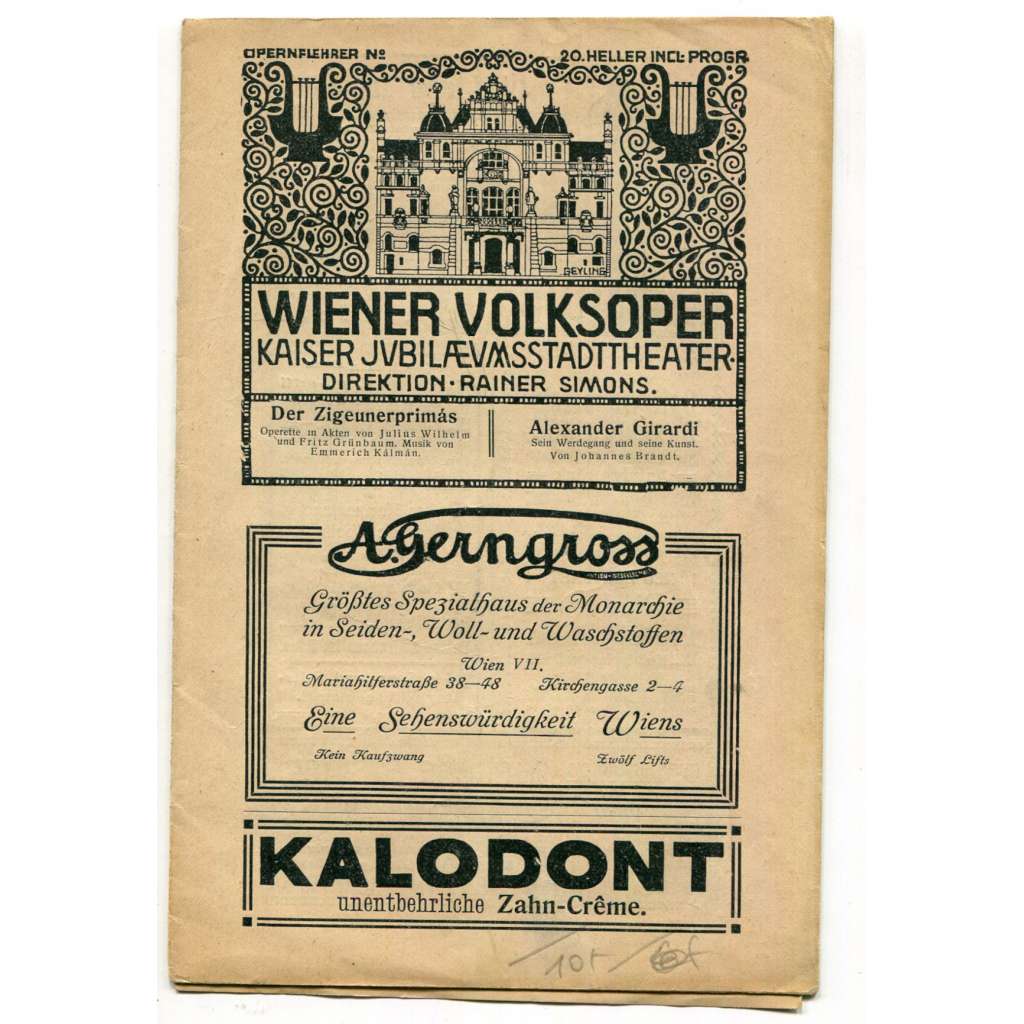 OPERNFÜHRER No 20. HELLER INCL: PROGR.
GEYLING
WIENER VOLKSOPER
KAISER JVBILÆVMSSTADTTHEATER·
DIREKTION · RAINER SIMONS.
Der Zigeunerprimás
Operette in Akten von Julius Wilhelm
und Fritz Grünbaum. Musik von
Emmerich Kálmán.
Alexander Girardi
Sein Werdegang und seine Kunst.
Von Johannes Brandt.
A. Gerngross
Größtes Spezialhaus der Monarchie
in Seiden-, Woll- und Waschstoffen
Wien VII.
Mariahilferstraße 38—48 Kirchengasse 2—4
Eine Sehenswürdigkeit Wiens
Kein Kaufzwang Zwölf Lifts
KALODONT
unentbehrliche Zahn-Crême.